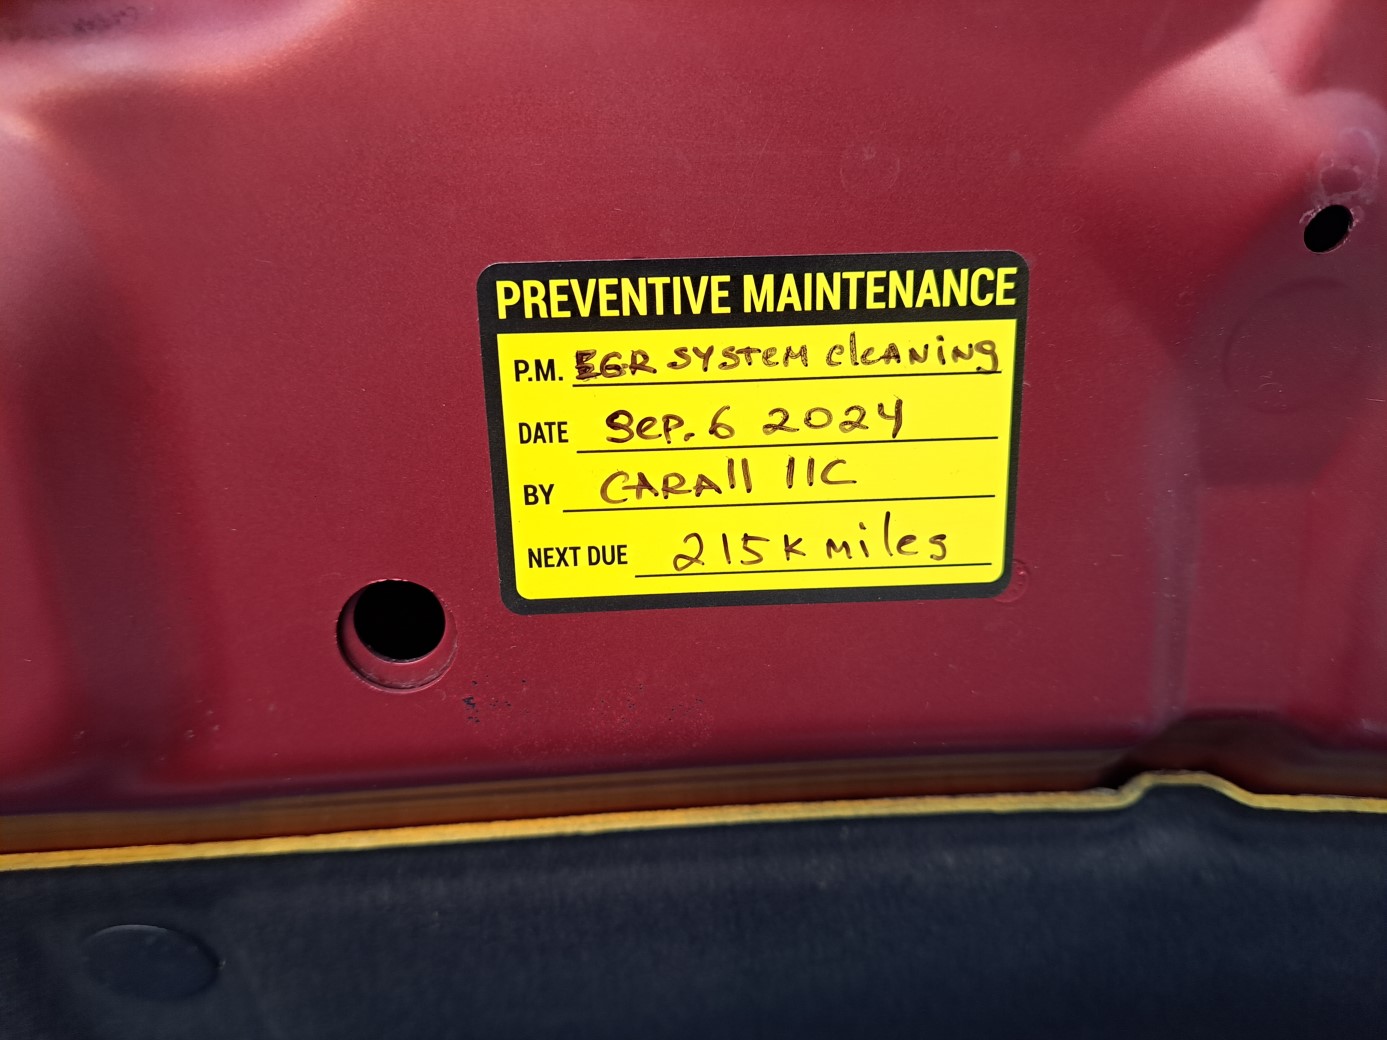 PREVENTIVE MAINTENANCE
P.M. EGR SYSTEM cleANiNg
DATE Sep. 6 2024
BY CARAll llC
NEXT DUE 215K miles